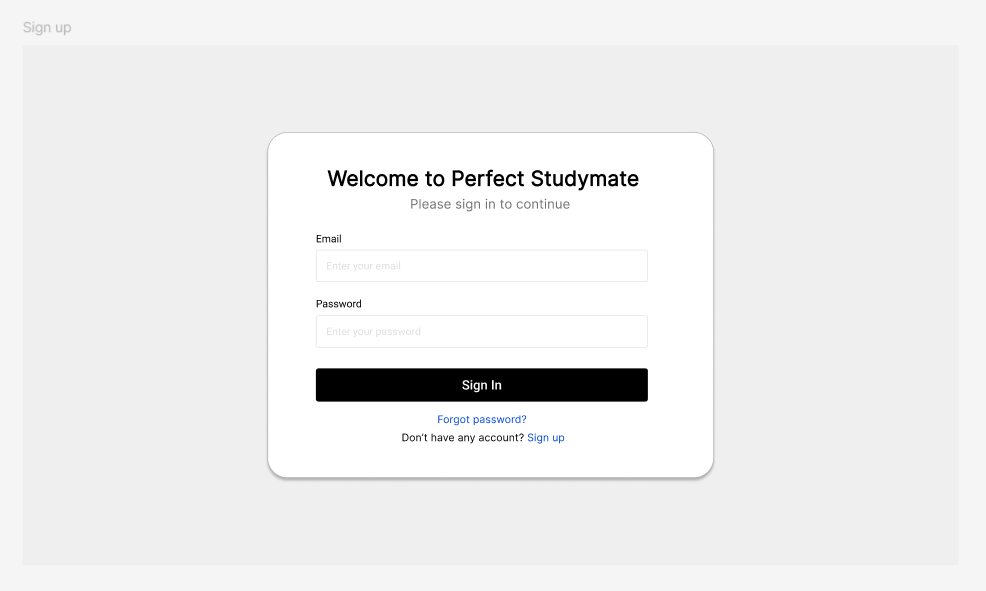 Sign up
Welcome to Perfect Studymate
Please sign in to continue
Email
Enter your email
Password
Enter your password
Sign In
Forgot password?
Don't have any account? Sign up